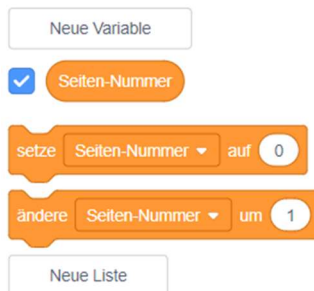 Neue Variable
Seiten-Nummer
setze Seiten-Nummer auf 0
ändere Seiten-Nummer um 1
Neue Liste